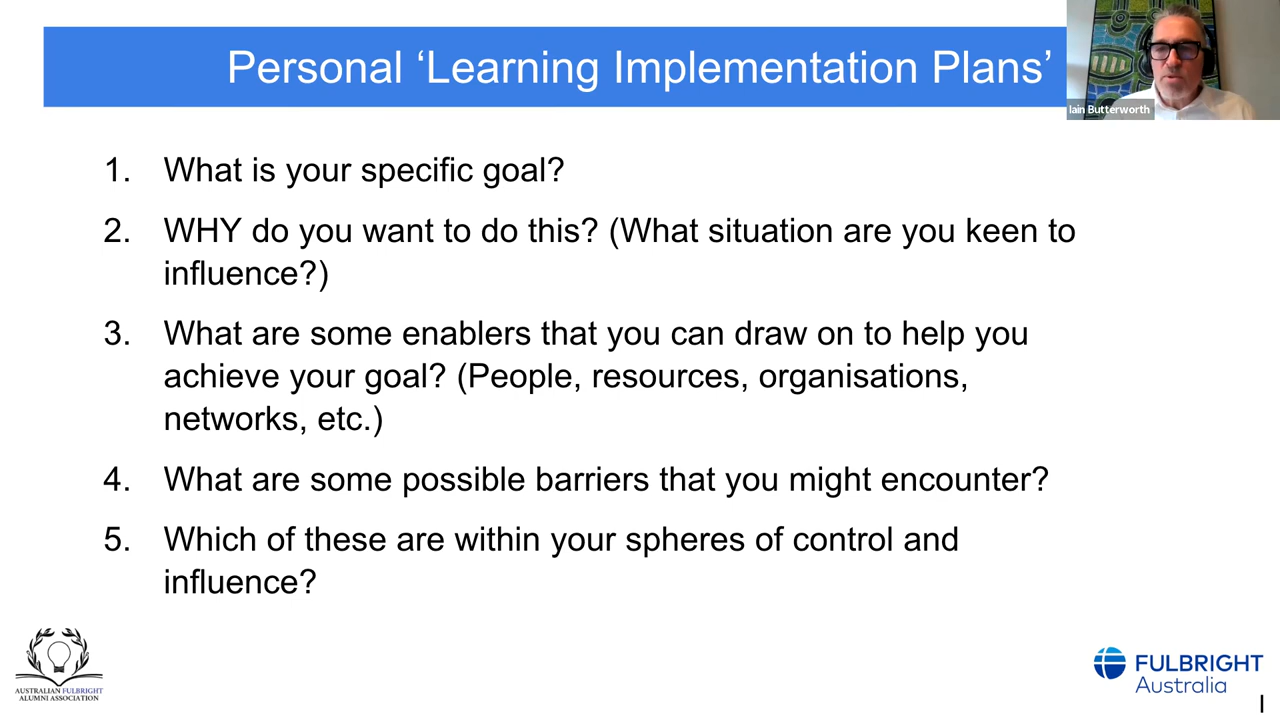 Personal ‘Learning Implementation Plans’
Iain Butterworth
1. What is your specific goal?
2. WHY do you want to do this? (What situation are you keen to
influence?)
3. What are some enablers that you can draw on to help you
achieve your goal? (People, resources, organisations,
networks, etc.)
4. What are some possible barriers that you might encounter?
5. Which of these are within your spheres of control and
influence?
AUSTRALIAN FULBRIGHT
ALUMNI ASSOCIATION
FULBRIGHT
Australia